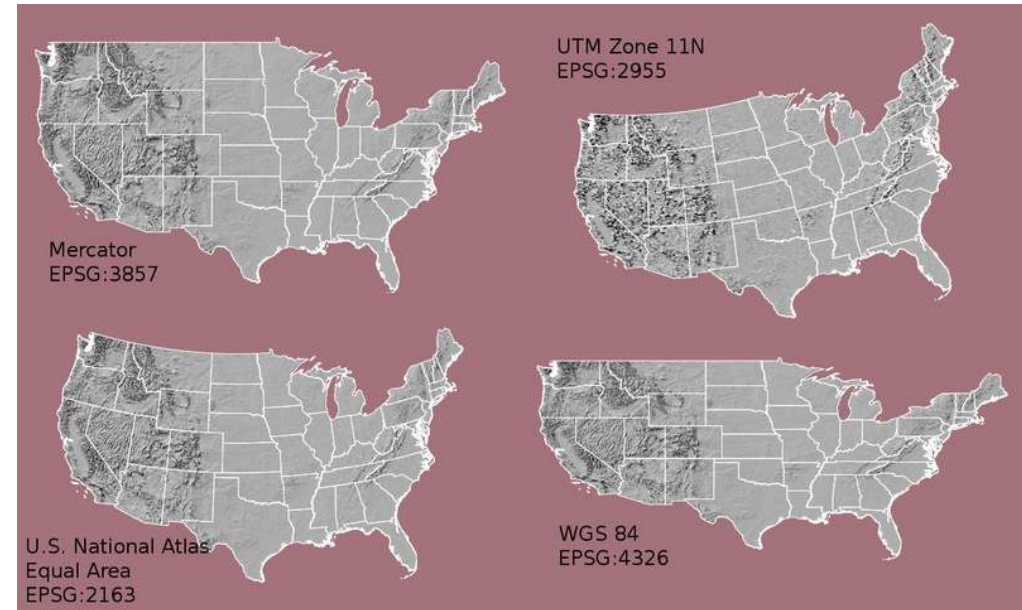 UTM Zone 11N
EPSG:2955
Mercator
EPSG:3857
U.S. National Atlas
Equal Area
EPSG:2163
WGS 84
EPSG:4326